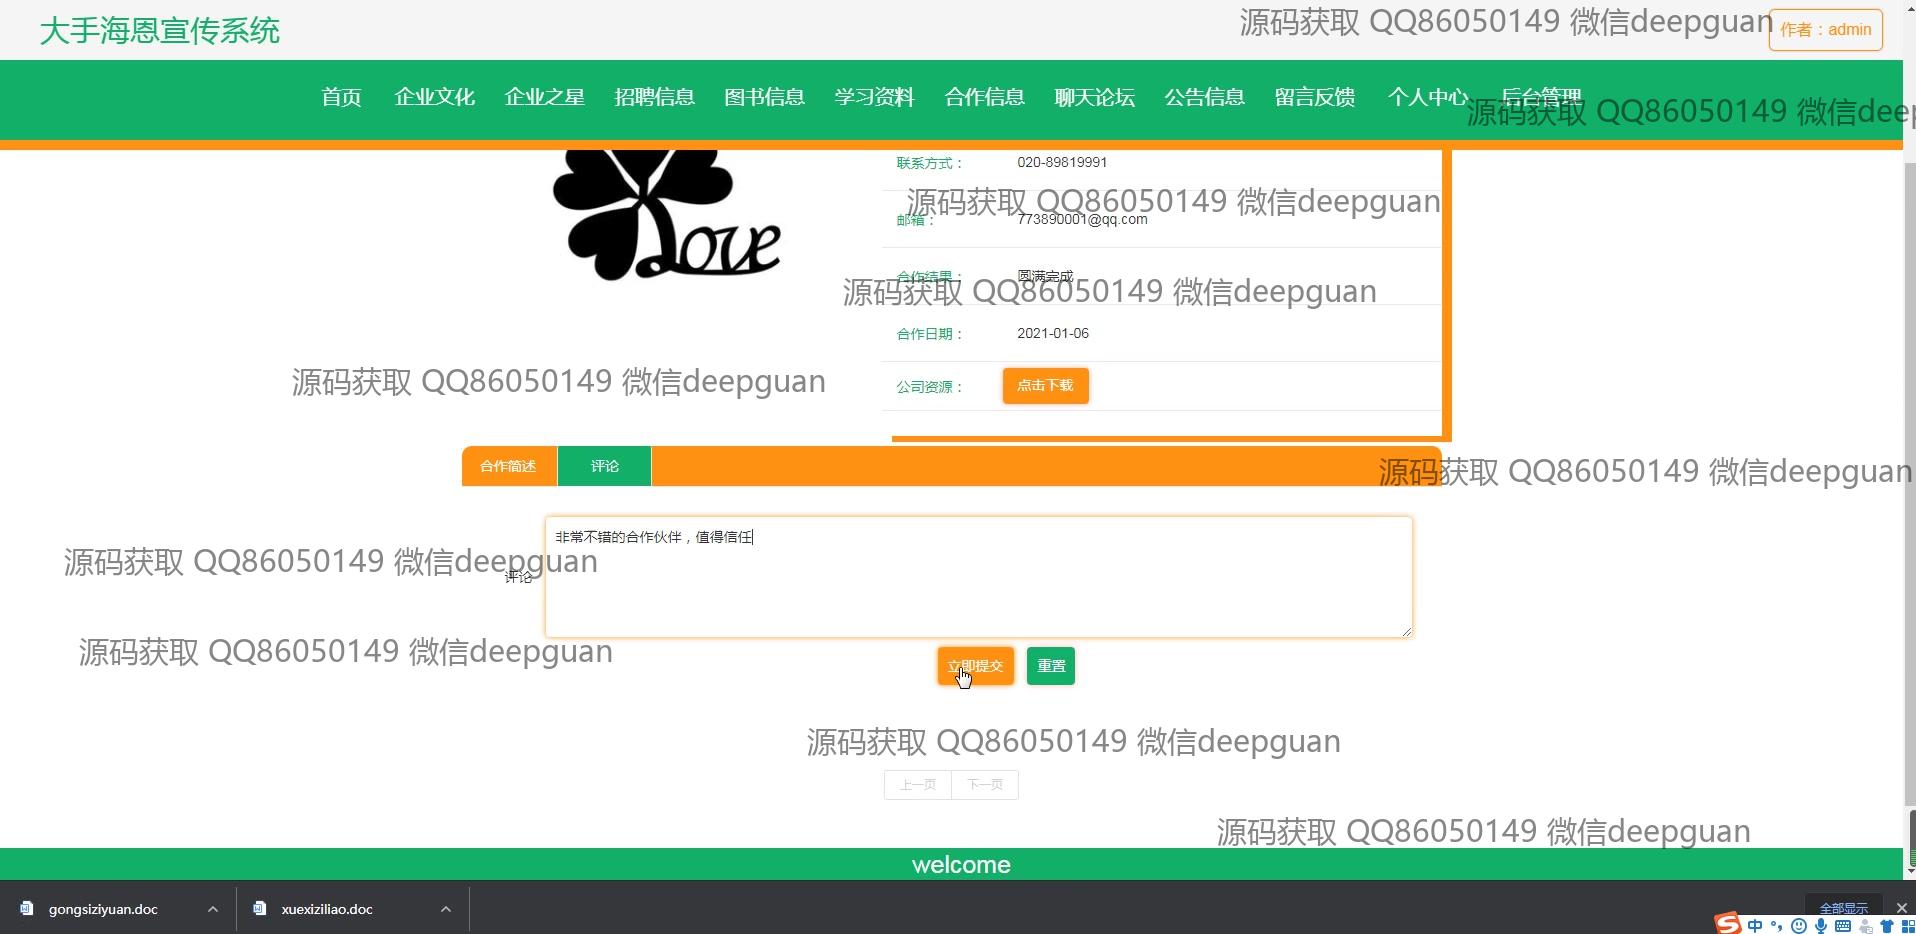 大手海恩宣传系统
源码获取 QQ86050149 微信deepguan
作者：admin
首页 企业文化 企业之星 招聘信息 图书信息 学习资料 合作信息 聊天论坛 公告信息 留言反馈 个人中心 后台管理
源码获取 QQ86050149 微信deep
Love
联系方式： 020-89819991
源码获取 QQ86050149 微信deepguan
邮箱： 773890001@qq.com
合作结果： 圆满完成
源码获取 QQ86050149 微信deepguan
合作日期： 2021-01-06
源码获取 QQ86050149 微信deepguan
公司资源： 点击下载
合作简述 评论
源码获取 QQ86050149 微信deepguan
非常不错的合作伙伴，值得信任
源码获取 QQ86050149 微信deepguan
评论
源码获取 QQ86050149 微信deepguan
立即提交 重置
源码获取 QQ86050149 微信deepguan
上一页 下一页
源码获取 QQ86050149 微信deepguan
welcome
gongsiziyuan.doc xuexiziliao.doc 全部显示
中